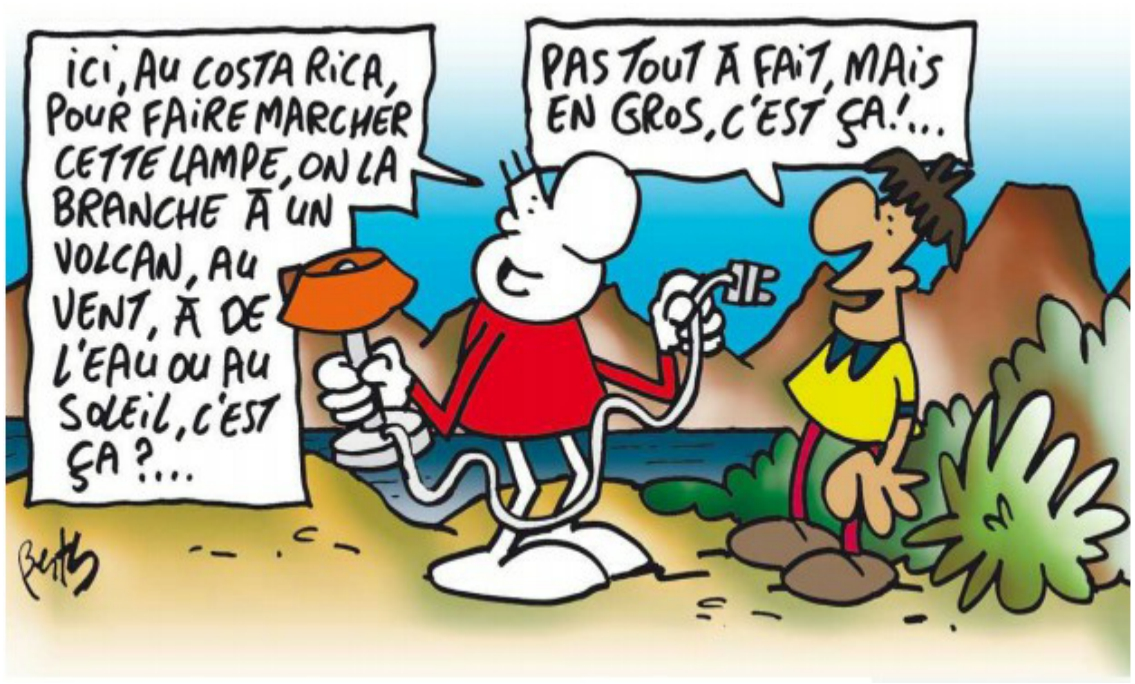 iCi, AU COSTA RiCA,
POUR FAiRE MARCHER
CETTE LAMPE, ON LA
BRANCHE À UN
VOLCAN, AU
VENT, À DE
L'EAU OU AU
SOLEiL, C'EST
ÇA ?....
PAS TOUT À FAiT, MAiS
EN GROS, C'EST ÇA !...